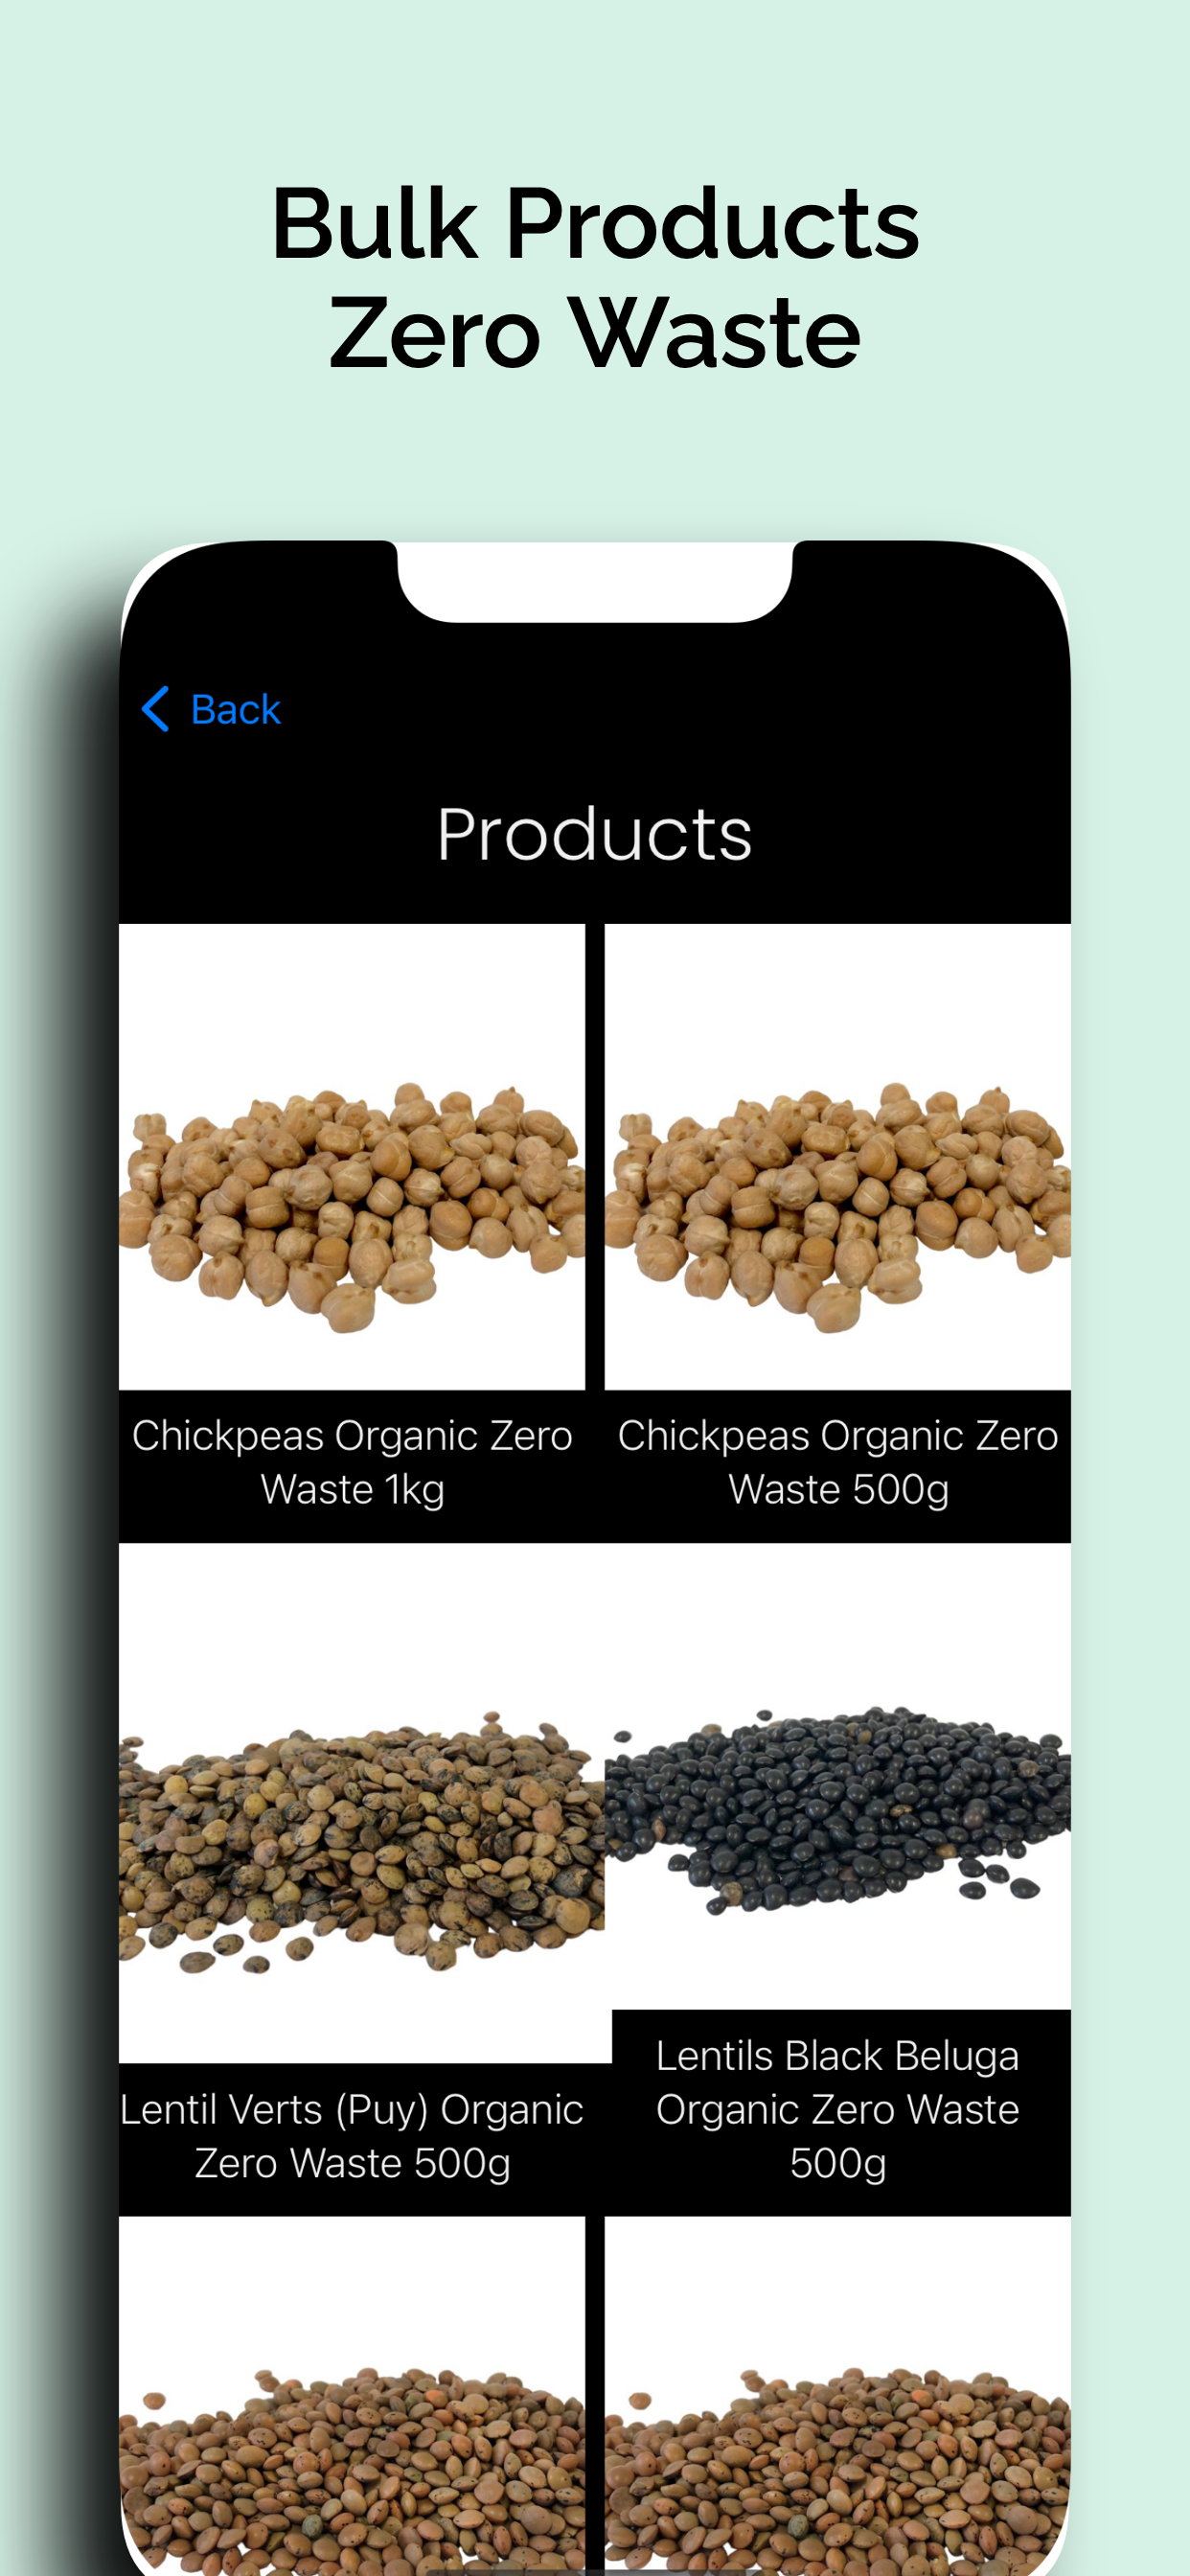 Bulk Products
Zero Waste
Back
Products
Chickpeas Organic Zero
Waste 1kg
Chickpeas Organic Zero
Waste 500g
Lentil Verts (Puy) Organic
Zero Waste 500g
Lentils Black Beluga
Organic Zero Waste
500g